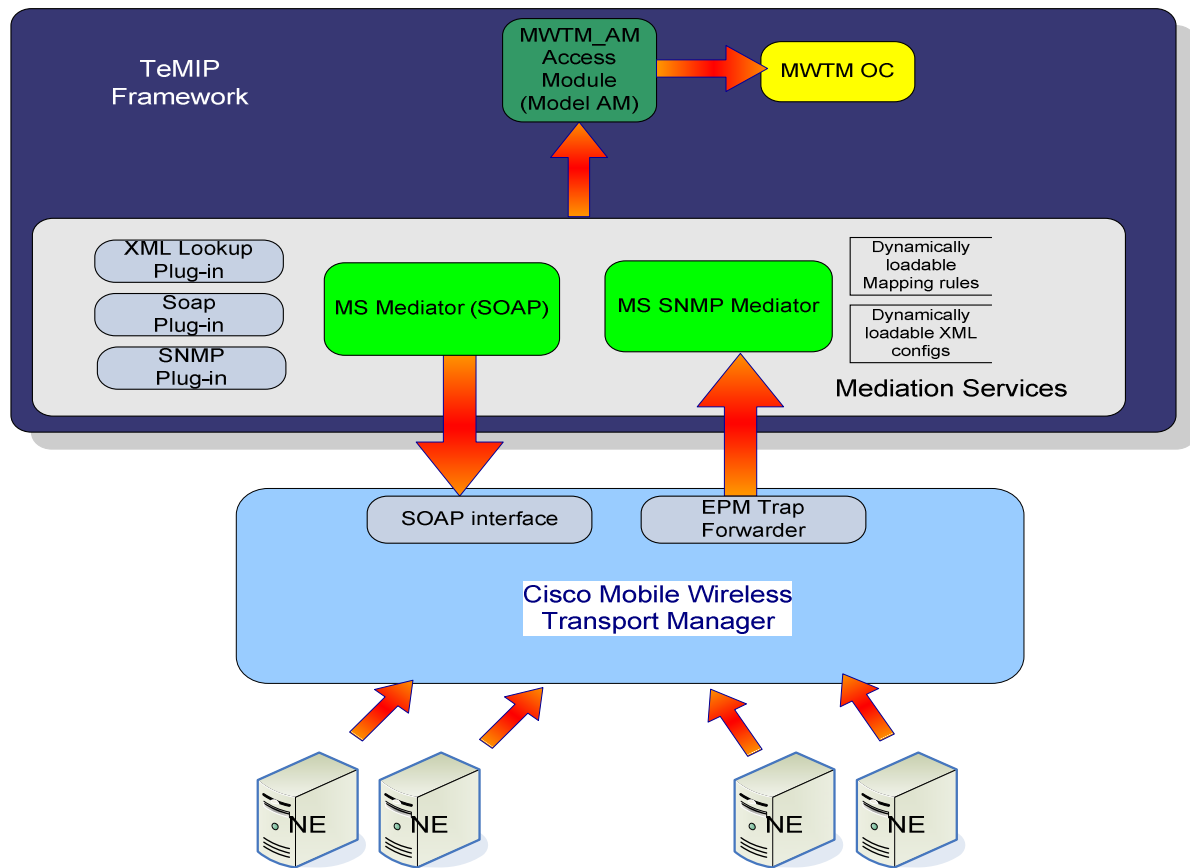 TeMIP
Framework
MWTM_AM
Access
Module
(Model AM)
MWTM OC
XML Lookup
Plug-in
Soap
Plug-in
SNMP
Plug-in
MS Mediator (SOAP)
MS SNMP Mediator
Dynamically
loadable
Mapping rules
Dynamically
loadable XML
configs
Mediation Services
SOAP interface
EPM Trap
Forwarder
Cisco Mobile Wireless
Transport Manager
NE
NE
NE
NE